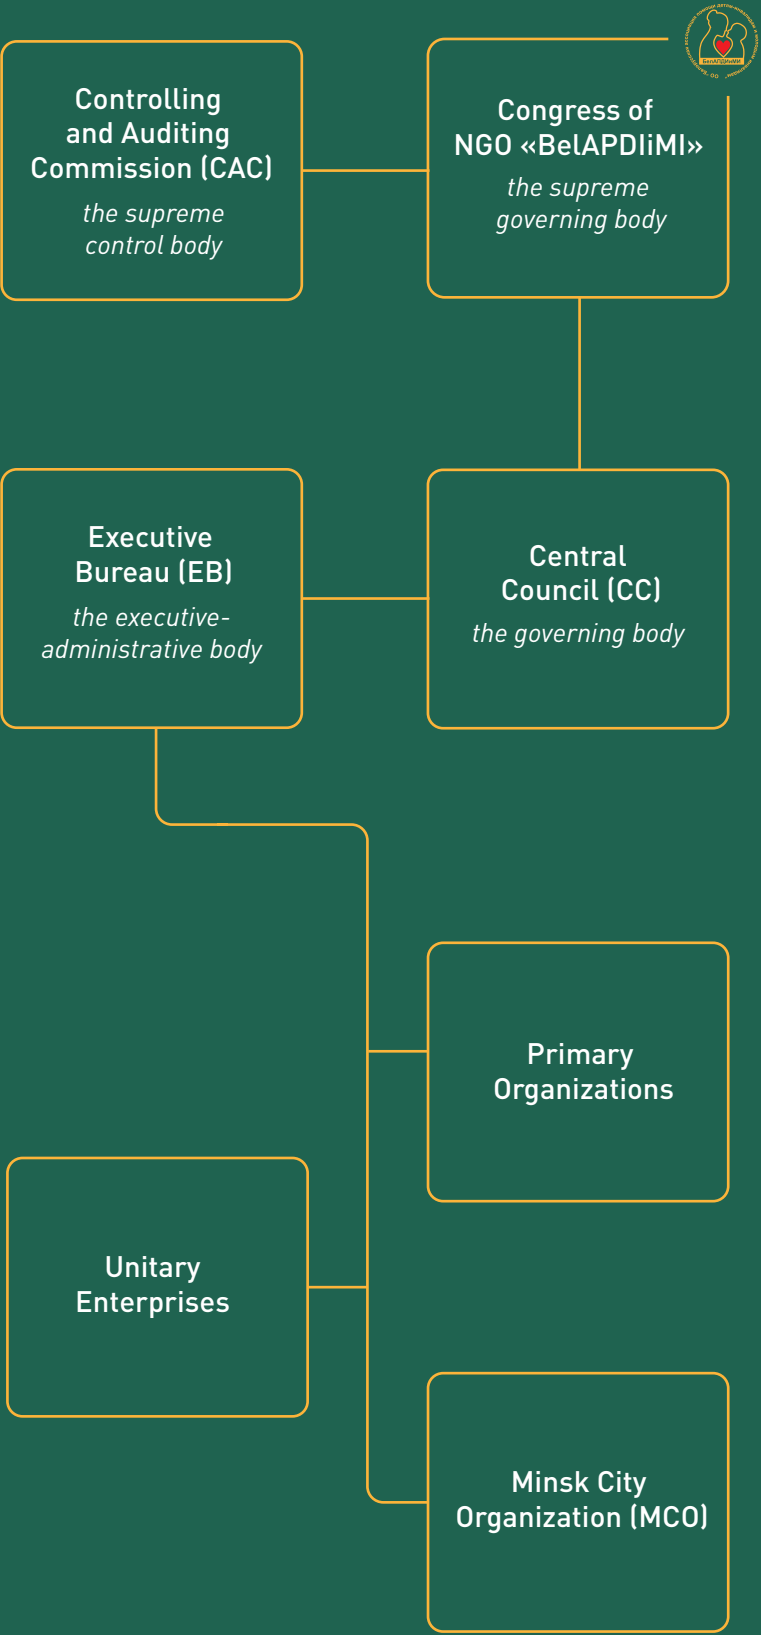 Controlling
and Auditing
Commission (CAC)
the supreme
control body
Congress of
NGO «BelAPDIiMI»
the supreme
governing body
БелАПДИиМИ
Executive
Bureau (EB)
the executive-
administrative body
Central
Council (CC)
the governing body
Primary
Organizations
Unitary
Enterprises
Minsk City
Organization (MCO)